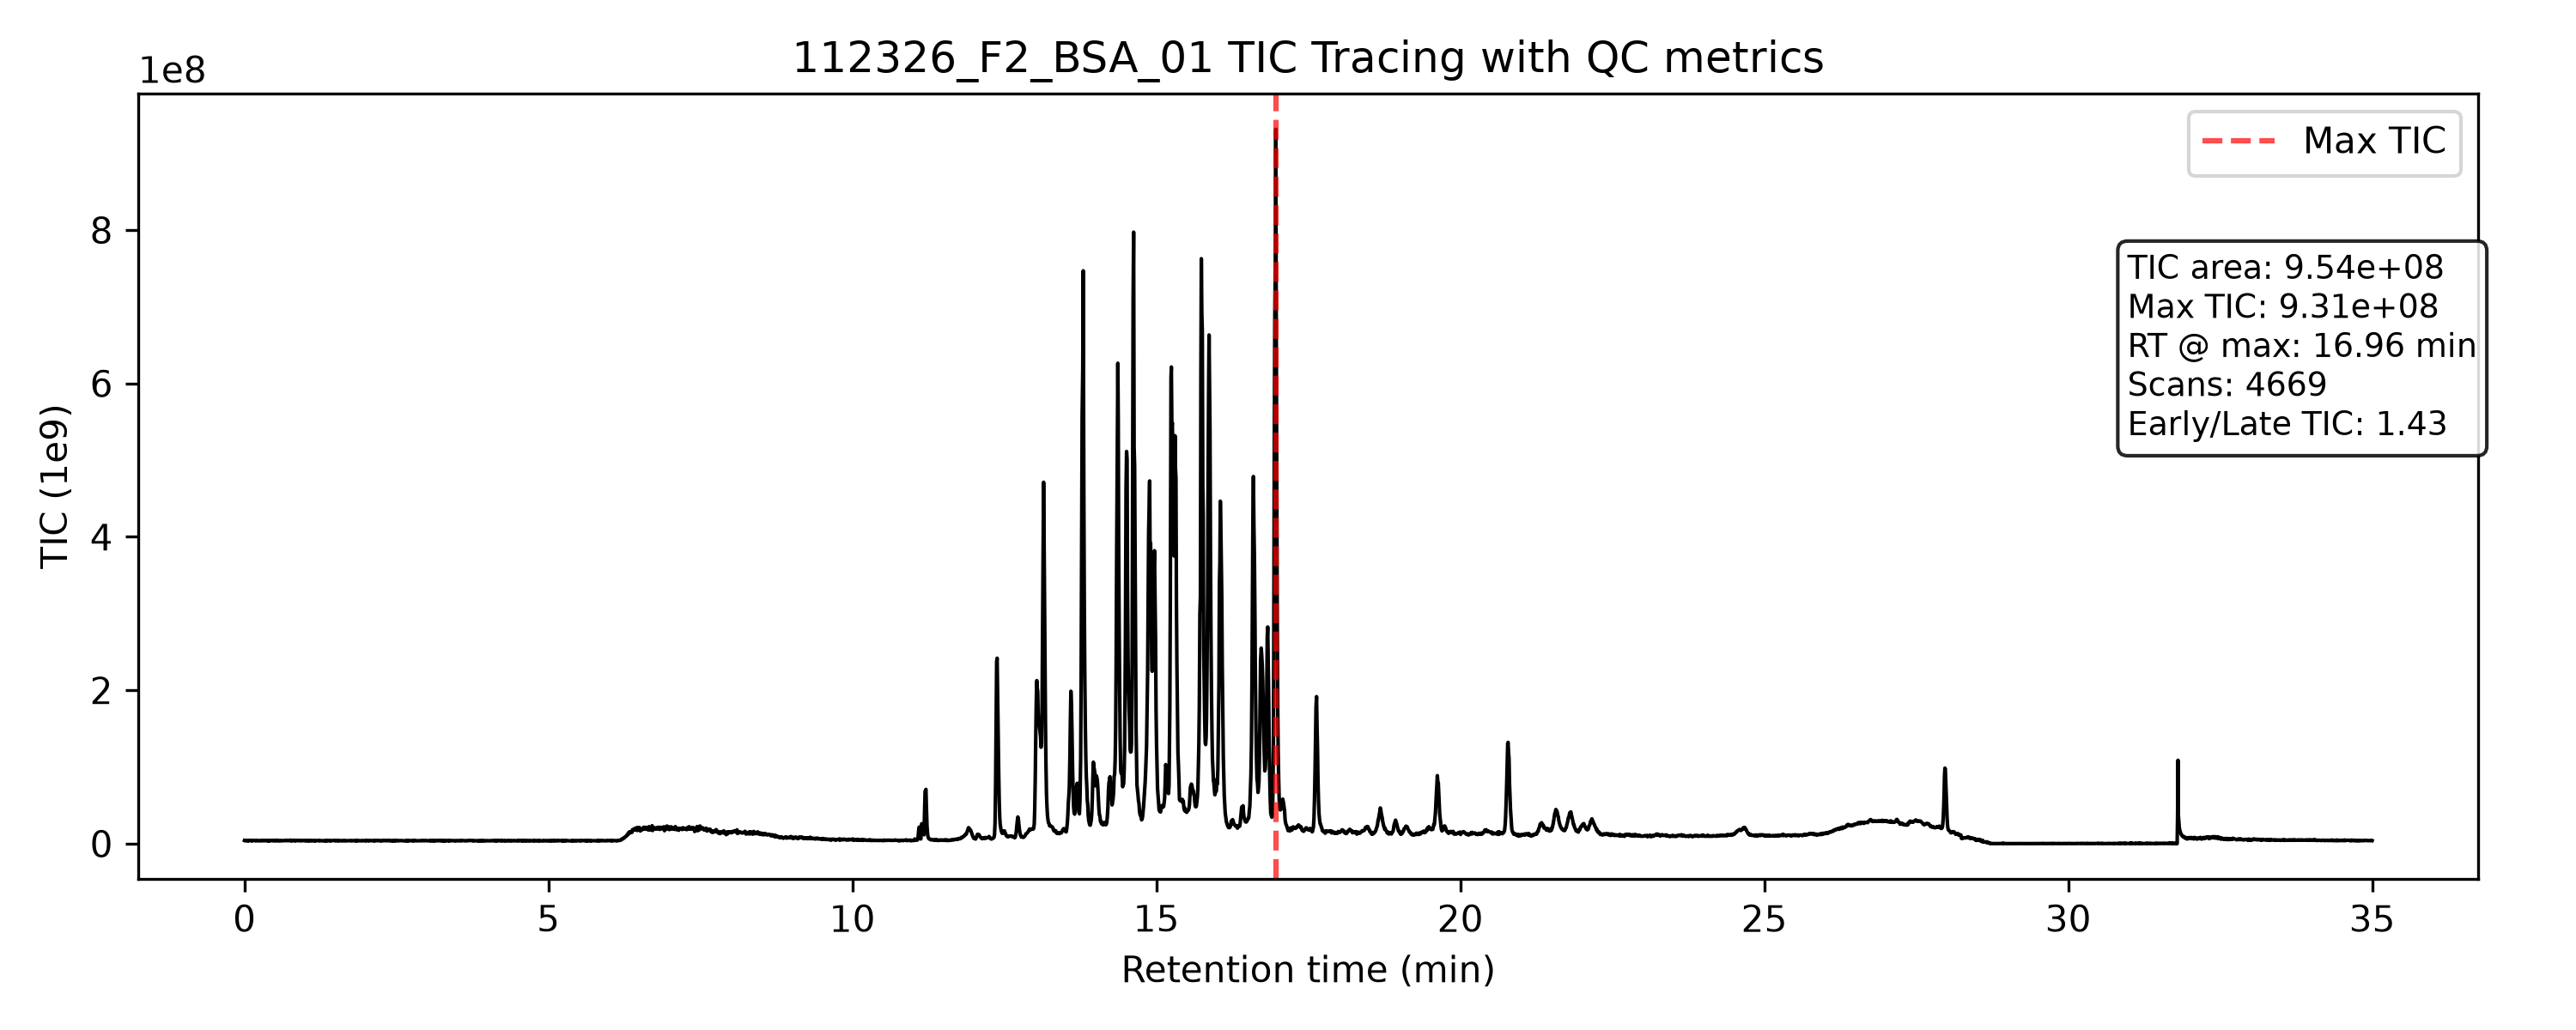 112326_F2_BSA_01 TIC Tracing with QC metrics
1e8
Max TIC
TIC area: 9.54e+08
Max TIC: 9.31e+08
RT @ max: 16.96 min
Scans: 4669
Early/Late TIC: 1.43
TIC (1e9)
8
6
4
2
0
0 5 10 15 20 25 30 35
Retention time (min)